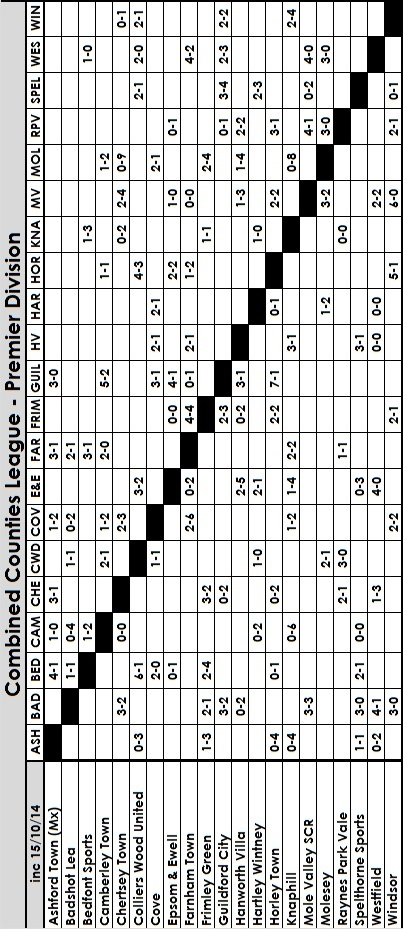 Combined Counties League - Premier Division
inc 15/10/14 ASH BAD BED CAM CHE CWD COV E&E FAR FRIM GUIL HV HAR HOR KNA MV MOL RPV SPEL WES WIN
Ashford Town (Mx) 4-1 1-0 3-1 1-2 3-1 3-0
Badshot Lea 1-1 0-4 1-1 0-2 2-1
Bedfont Sports 1-2 3-1 1-3 1-0
Camberley Town 2-1 1-2 2-0 5-2 1-1 1-2
Chertsey Town 3-2 0-0 2-3 0-2 2-4 0-9 0-1
Colliers Wood United 0-3 6-1 3-2 4-3 2-1 2-0 2-1
Cove 2-0 1-1 3-1 2-1 2-1 2-1
Epsom & Ewell 0-1 0-0 4-1 2-2 1-0 0-1
Farnham Town 2-6 0-2 4-4 0-1 2-1 1-2 0-0 4-2
Frimley Green 1-3 2-1 2-4 3-2 1-1 2-4
Guildford City 3-2 0-2 2-3 0-1 3-4 2-3 2-2
Hanworth Villa 0-2 2-5 0-2 3-1 1-3 1-4 2-2
Hartley Wintney 0-2 1-0 2-1 1-0 2-3
Horley Town 0-4 0-1 0-2 2-2 7-1 0-1 2-2 3-1
Knaphill 0-4 0-6 1-2 1-4 2-2 3-1 0-8 2-4
Mole Valley SCR 3-3 4-1 0-2 4-0
Molesey 2-1 1-2 3-2 3-0 3-0
Raynes Park Vale 2-1 3-0 1-1 0-0
Spelthorne Sports 1-1 3-0 2-1 0-0 0-3 3-1
Westfield 0-2 4-1 1-3 4-0 0-0 0-0 2-2
Windsor 3-0 2-2 2-1 5-1 6-0 2-1 0-1